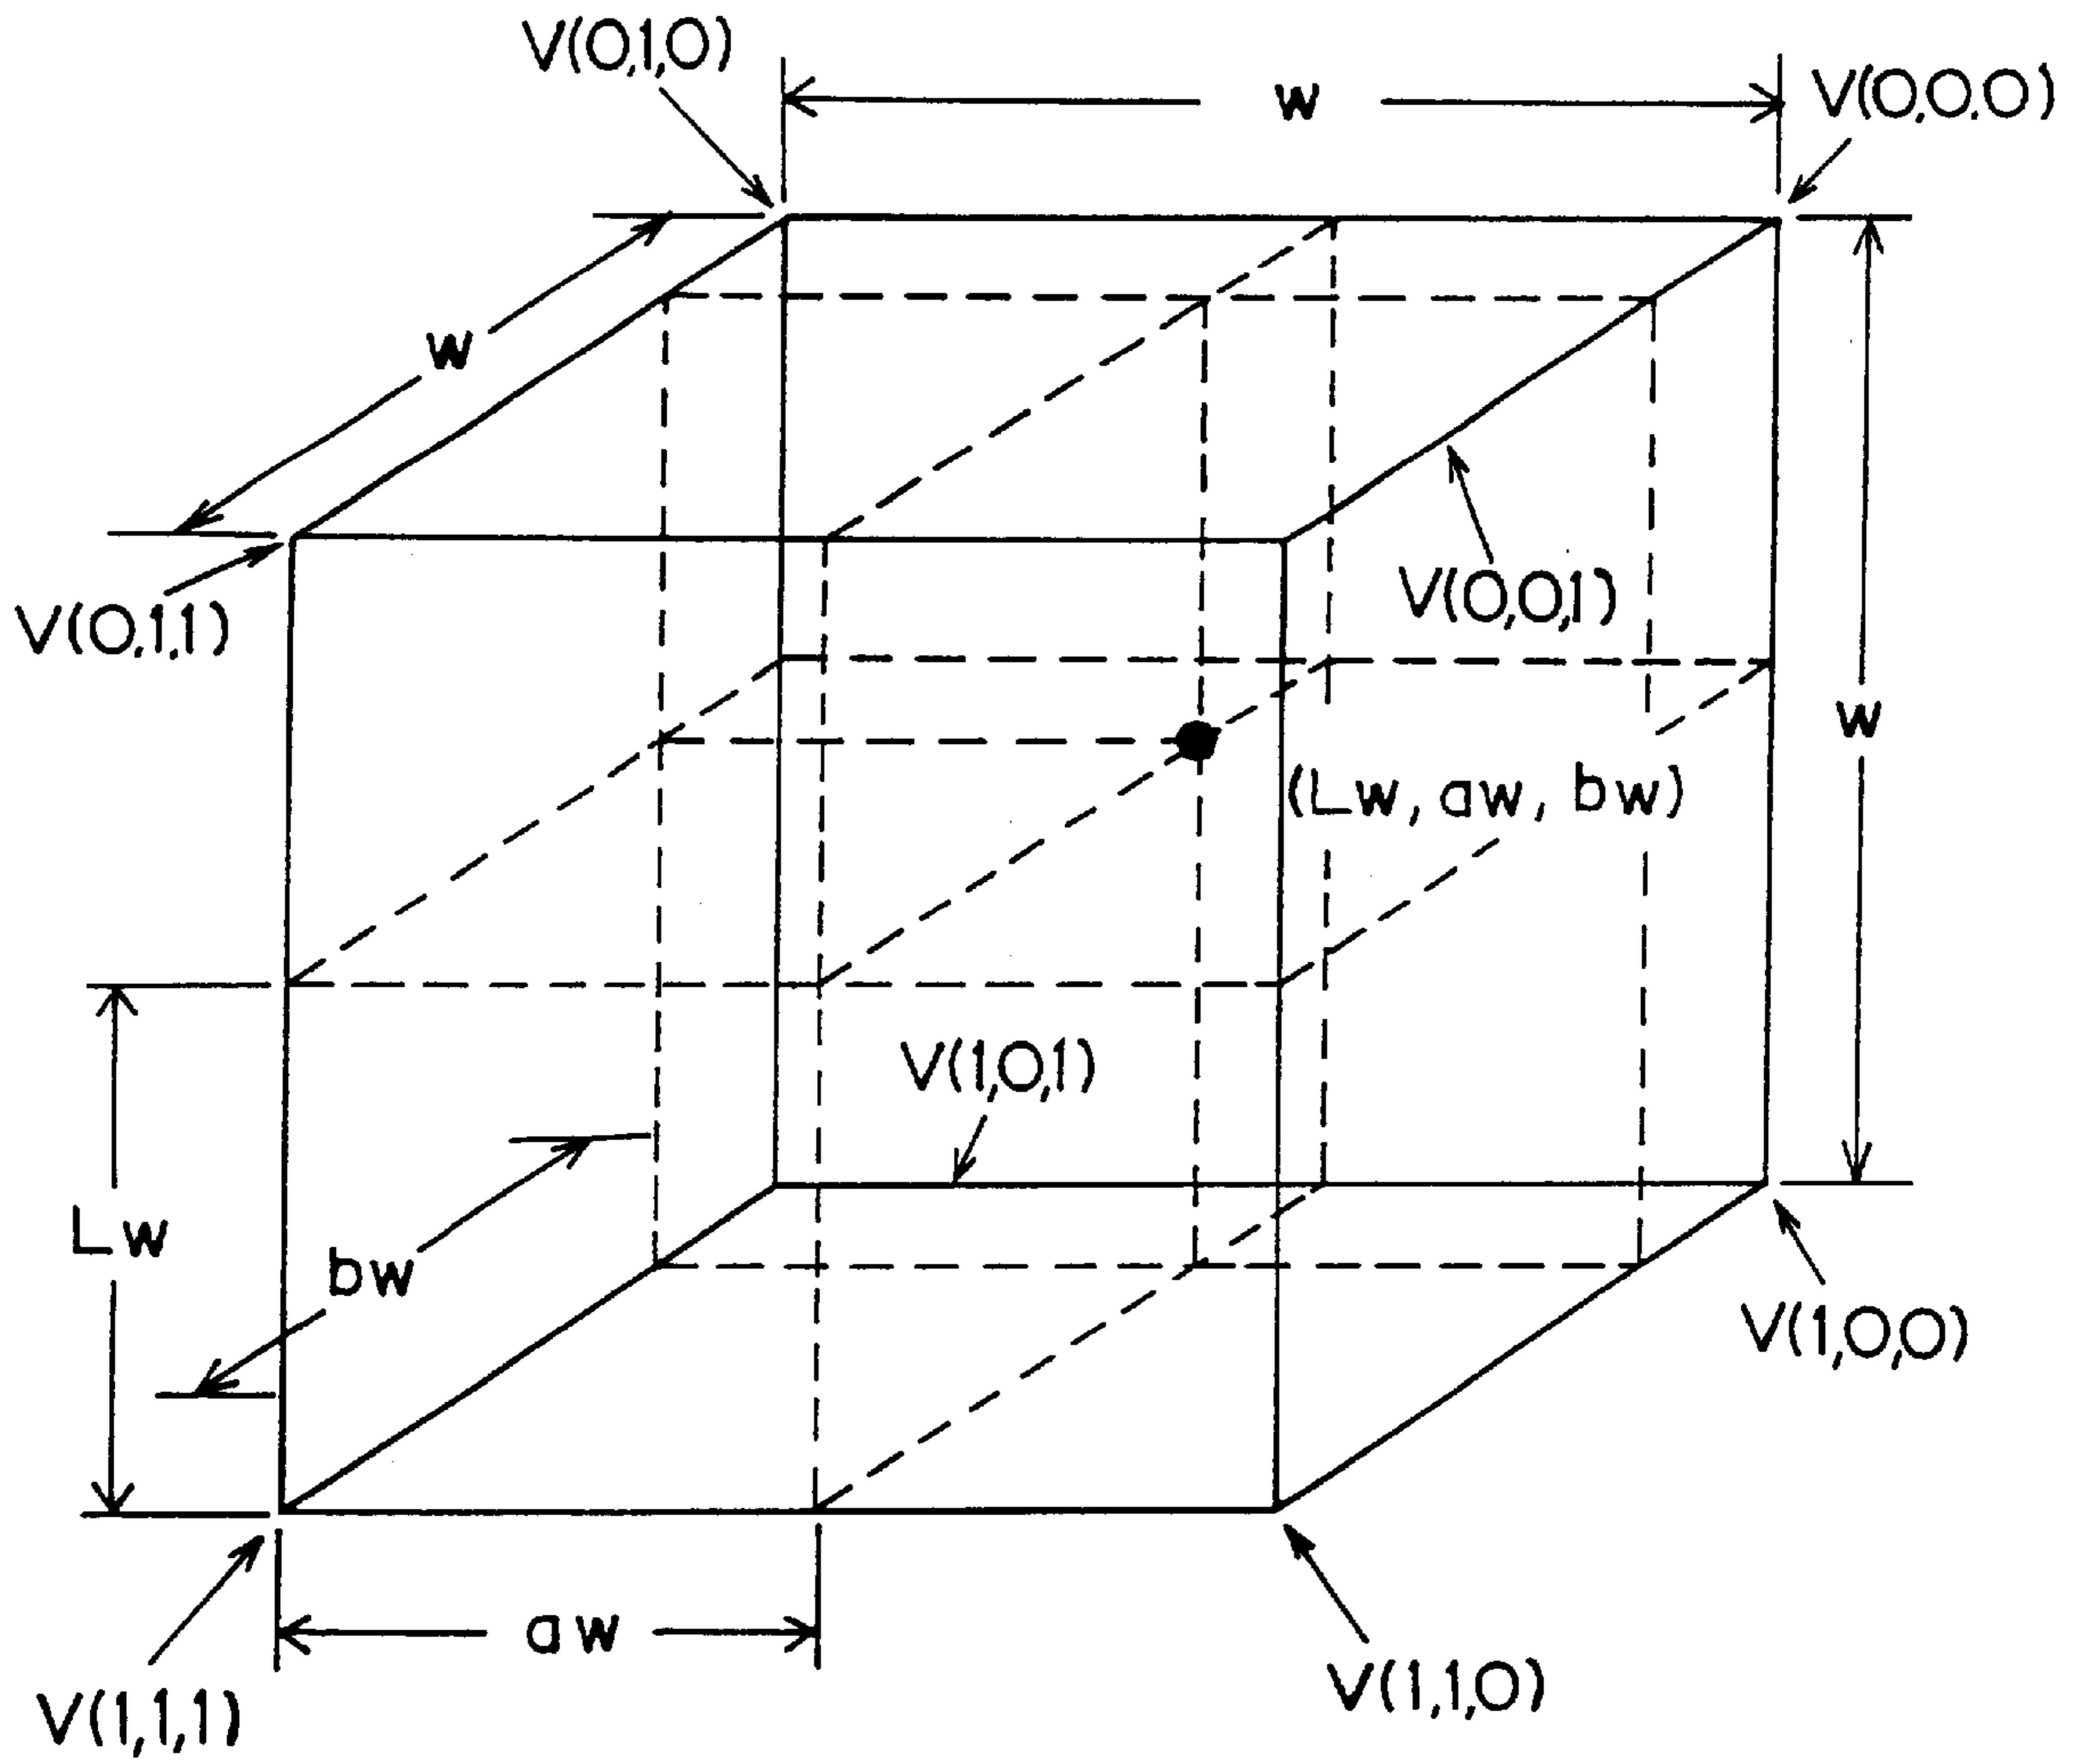 V(0,1,0)
w
V(0,0,0)
w
V(0,0,1)
V(0,1,1)
w
(Lw, aw, bw)
V(1,0,1)
Lw
bw
V(1,0,0)
aw
V(1,1,0)
V(1,1,1)